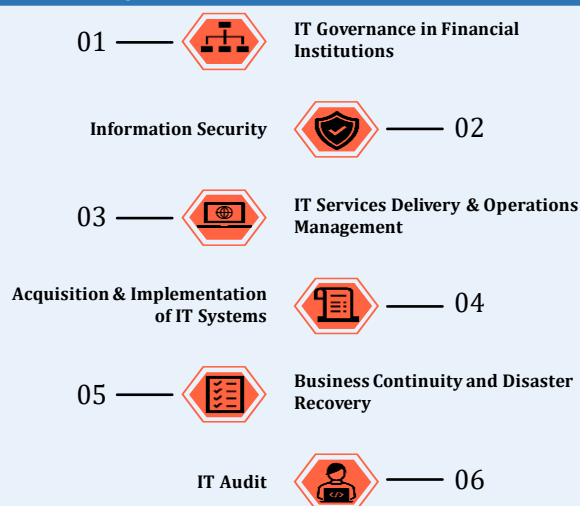 01
IT Governance in Financial
Institutions
Information Security
02
03
IT Services Delivery & Operations
Management
Acquisition & Implementation
of IT Systems
04
05
Business Continuity and Disaster
Recovery
IT Audit
06